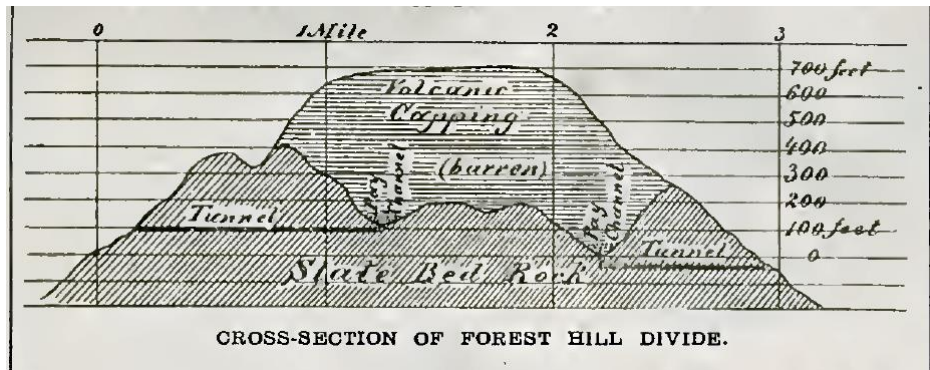 0 1 Mile 2 3
700 feet
600
500
400
300
200
100 feet
0
Volcanic
Capping
(barren)
Pay
Channel
Pay
Channel
Tunnel
Tunnel
Slate Bed Rock
CROSS-SECTION OF FOREST HILL DIVIDE.